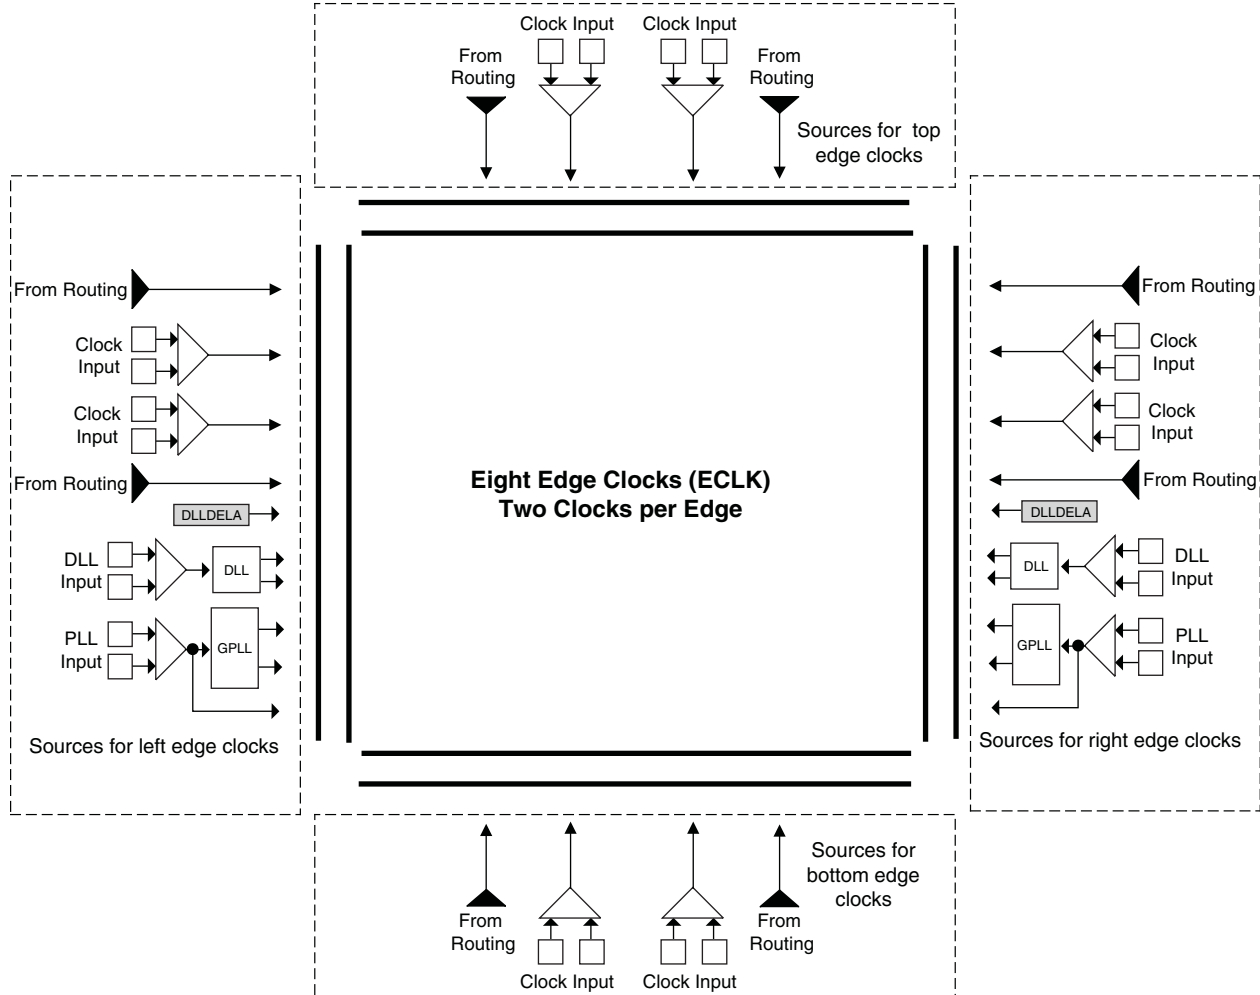 Clock Input
Clock Input
From
Routing
From
Routing
Sources for top
edge clocks
From Routing
Clock
Input
Clock
Input
From Routing
DLLDELA
DLL
Input
DLL
PLL
Input
GPLL
Sources for left edge clocks
Eight Edge Clocks (ECLK)
Two Clocks per Edge
From Routing
Clock
Input
Clock
Input
From Routing
DLLDELA
DLL
DLL
Input
GPLL
PLL
Input
Sources for right edge clocks
Sources for
bottom edge
clocks
From
Routing
From
Routing
Clock Input
Clock Input